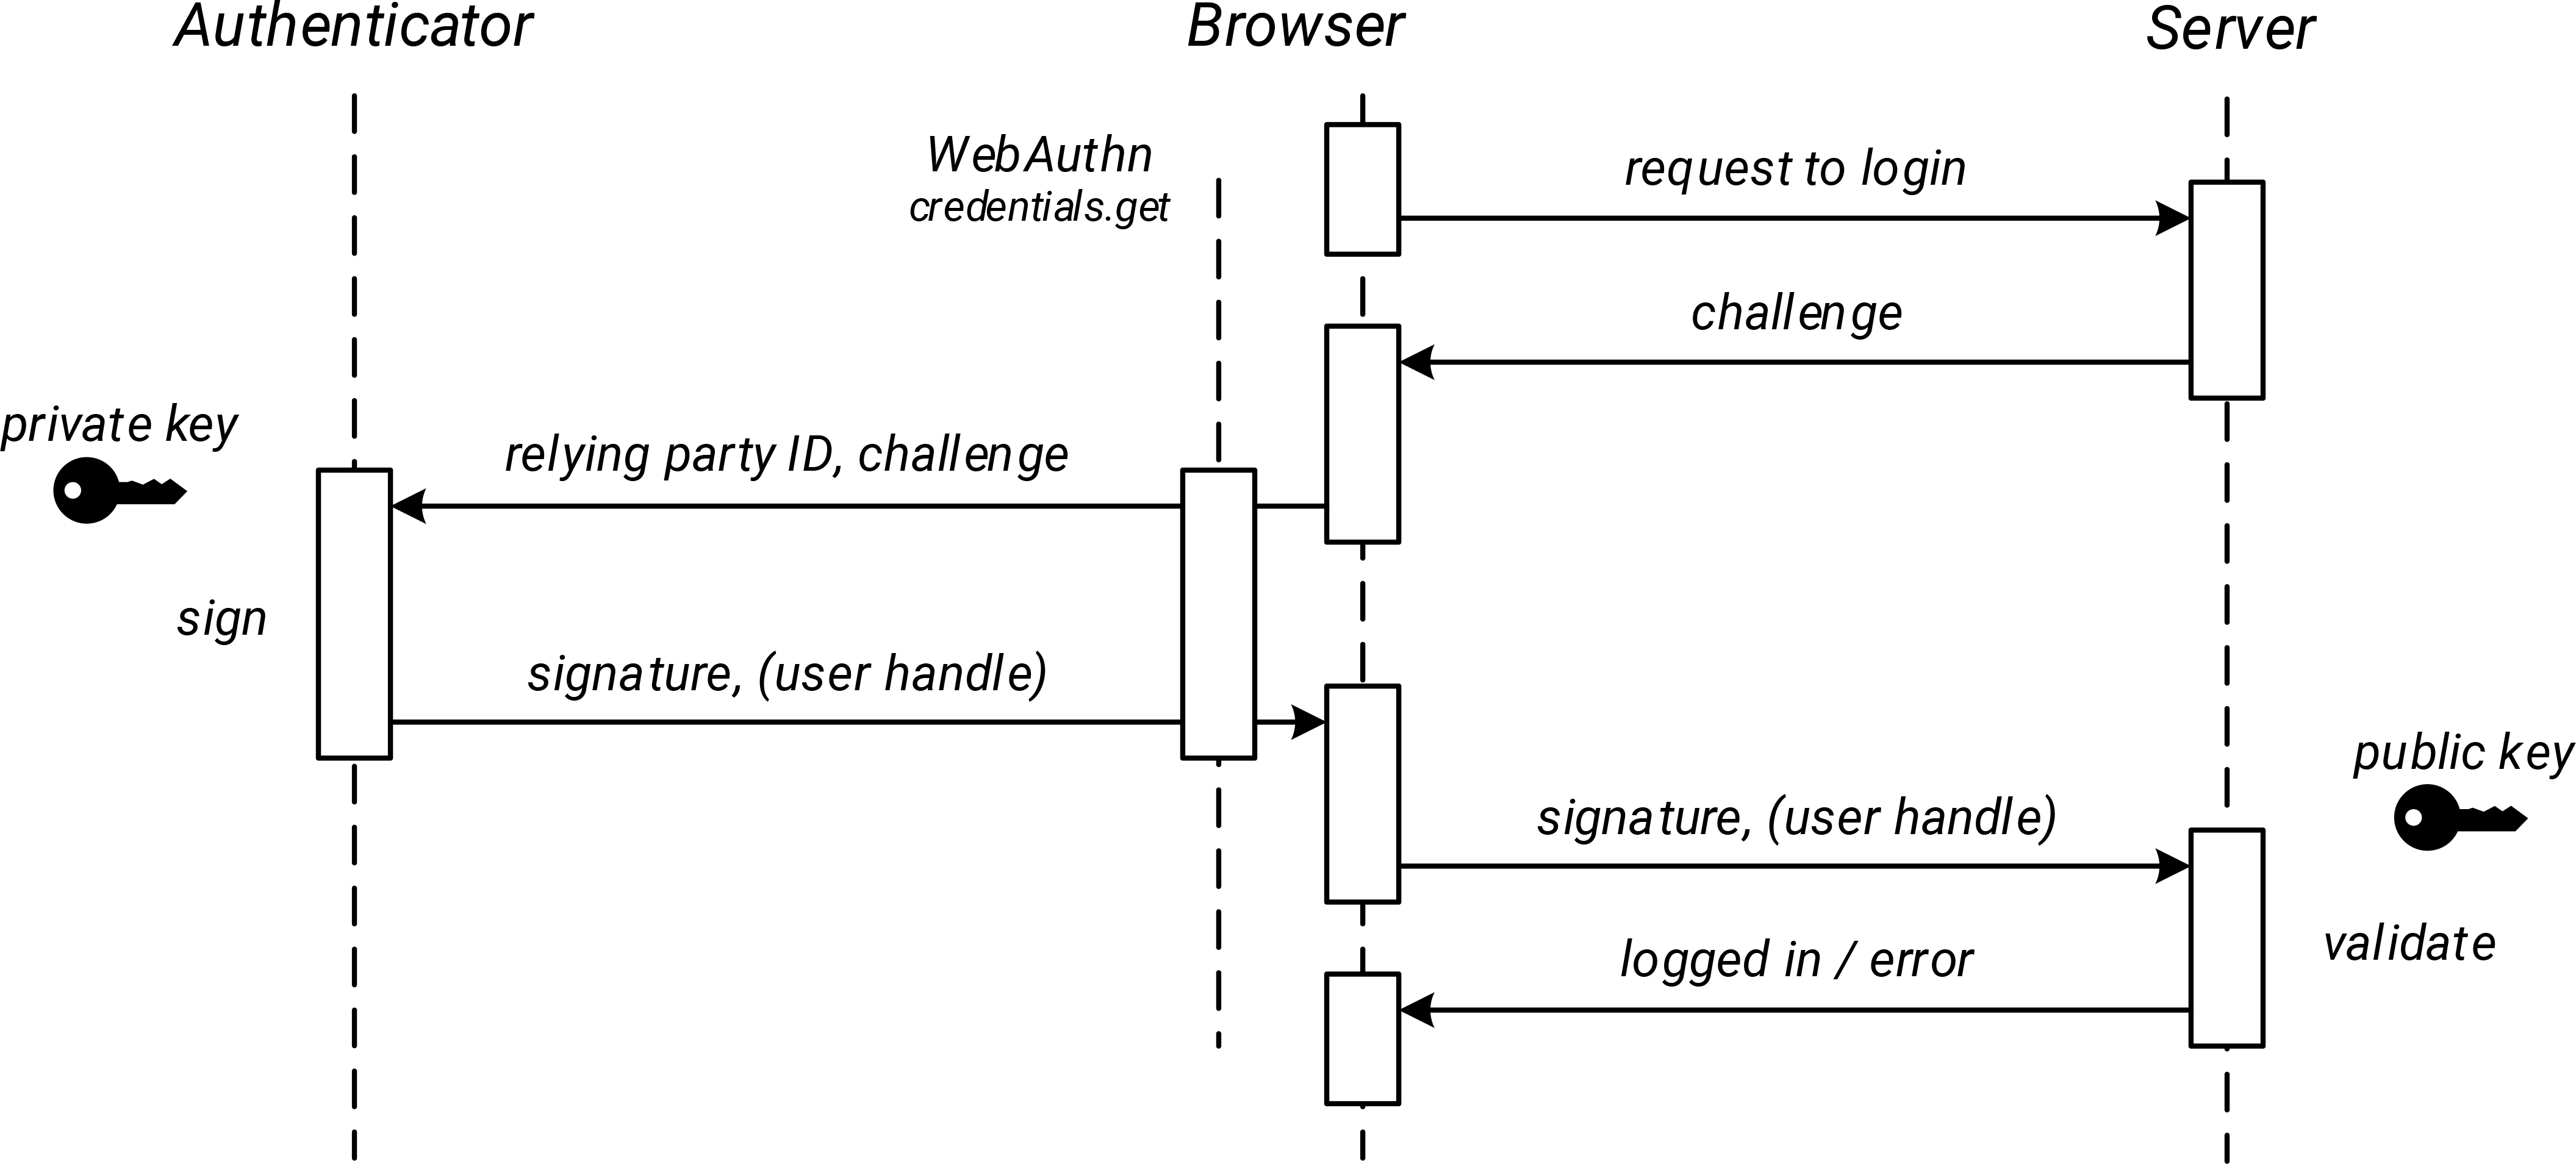 Authenticator
Browser
Server
WebAuthn
credentials.get
request to login
challenge
private key
relying party ID, challenge
sign
signature, (user handle)
public key
signature, (user handle)
validate
logged in / error